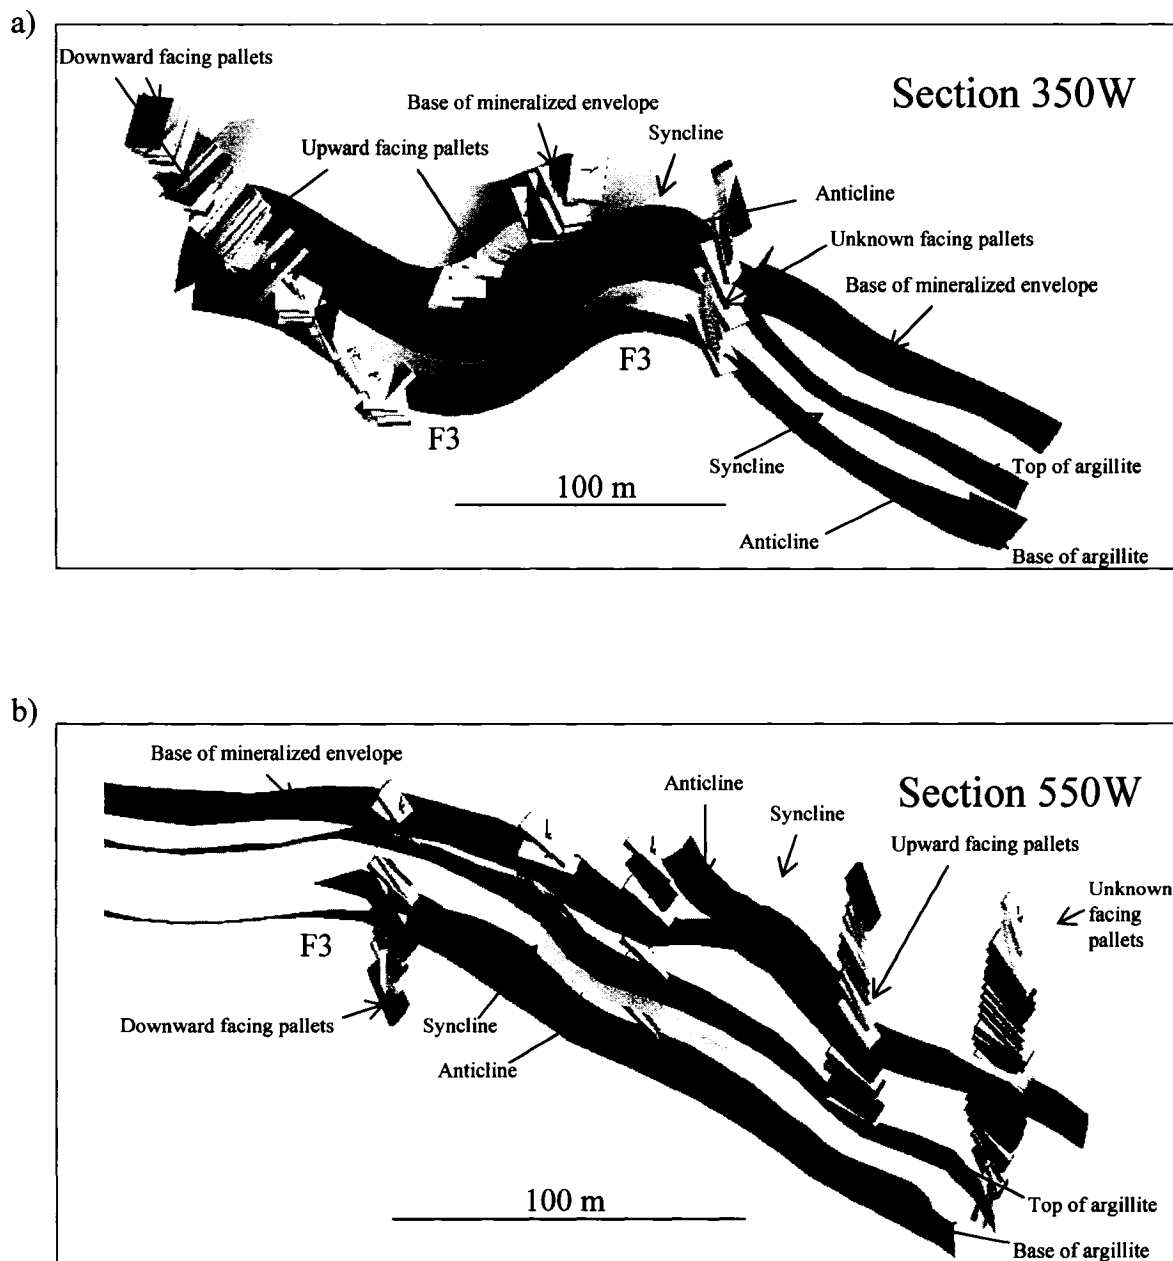 a)
Downward facing pallets
Section 350W
Base of mineralized envelope
Syncline
Upward facing pallets
Anticline
Unknown facing pallets
Base of mineralized envelope
F3
F3
Syncline
Top of argillite
100 m
Anticline
Base of argillite
b)
Base of mineralized envelope
Anticline
Section 550W
Syncline
Upward facing pallets
Unknown
facing
pallets
F3
Downward facing pallets
Syncline
Anticline
100 m
Top of argillite
Base of argillite